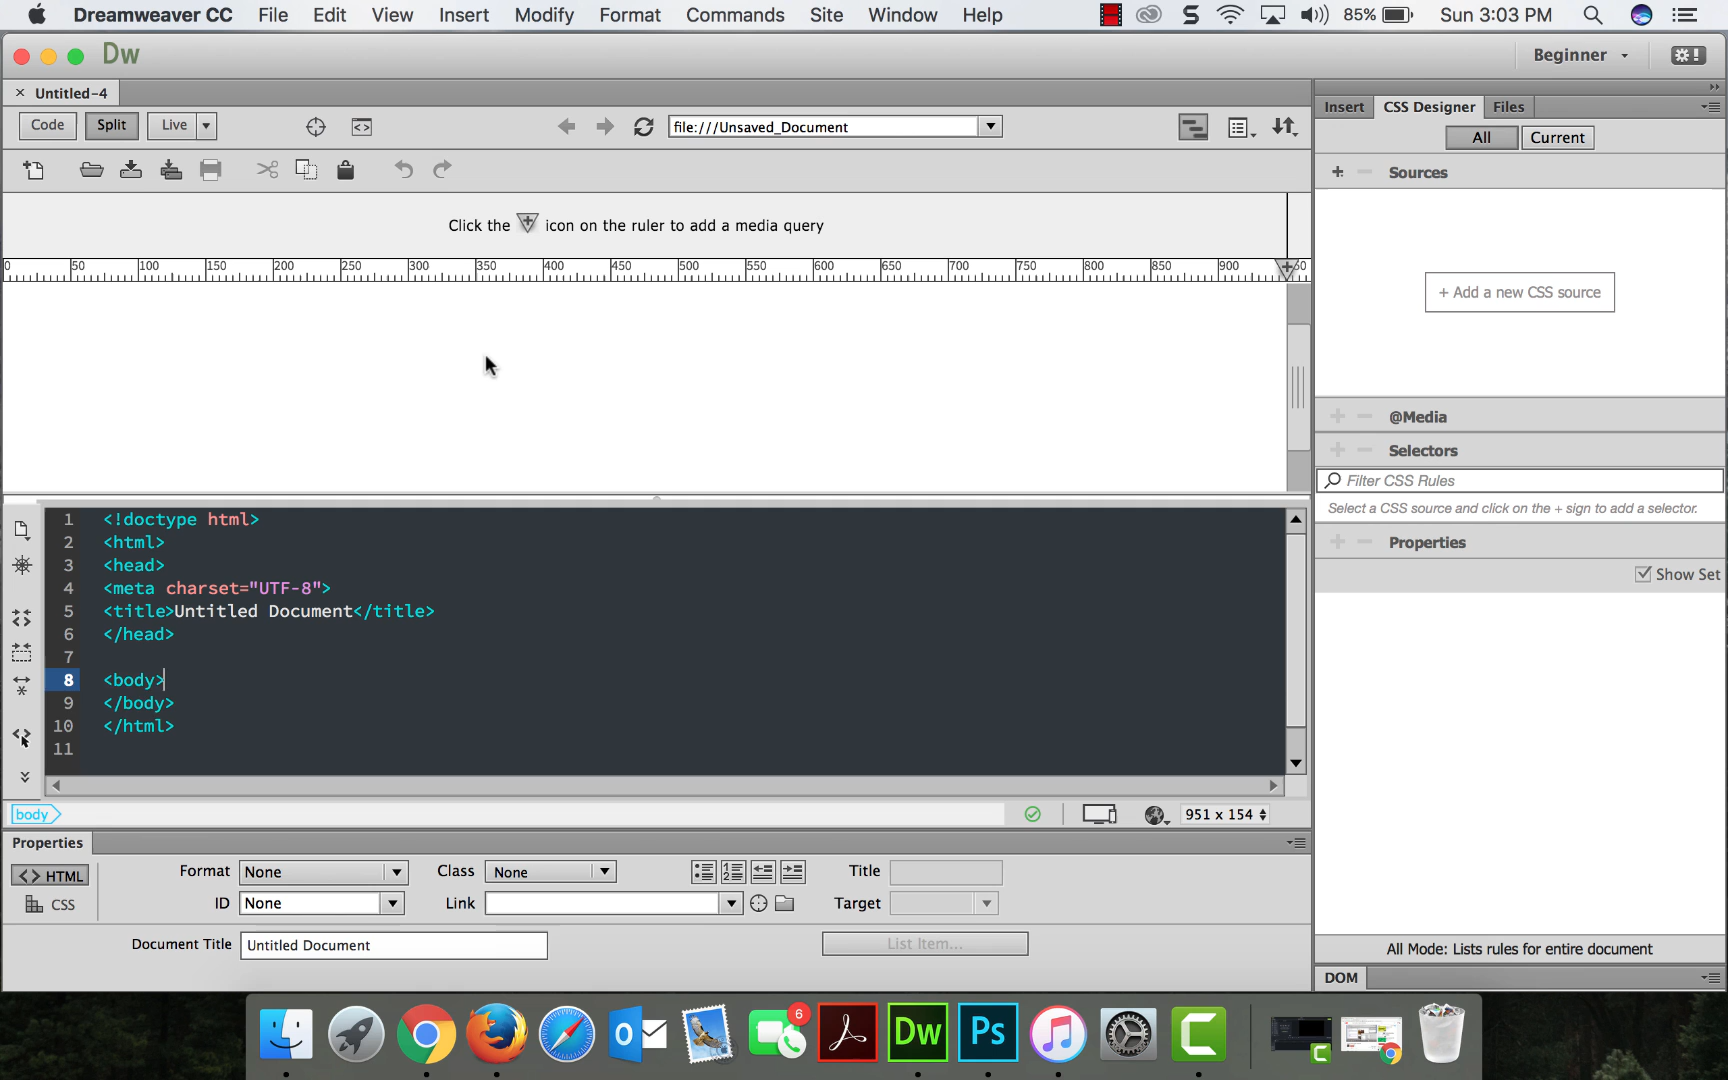 Dreamweaver CC File Edit View Insert Modify Format Commands Site Window Help 85% Sun 3:03 PM
Dw Beginner
Untitled-4
Insert CSS Designer Files
Code Split Live file:///Unsaved_Document
All Current
Sources
Click the icon on the ruler to add a media query
0 50 100 150 200 250 300 350 400 450 500 550 600 650 700 750 800 850 900
+ Add a new CSS source
@Media
Selectors
Filter CSS Rules
Select a CSS source and click on the + sign to add a selector.
Properties
Show Set
1 <!doctype html>
2 <html>
3 <head>
4 <meta charset="UTF-8">
5 <title>Untitled Document</title>
6 </head>
7
8 <body>
9 </body>
10 </html>
11
body 951 x 154
Properties
<> HTML Format None Class None Title
CSS ID None Link Target
Document Title Untitled Document List Item...
All Mode: Lists rules for entire document
DOM
6
Dw Ps